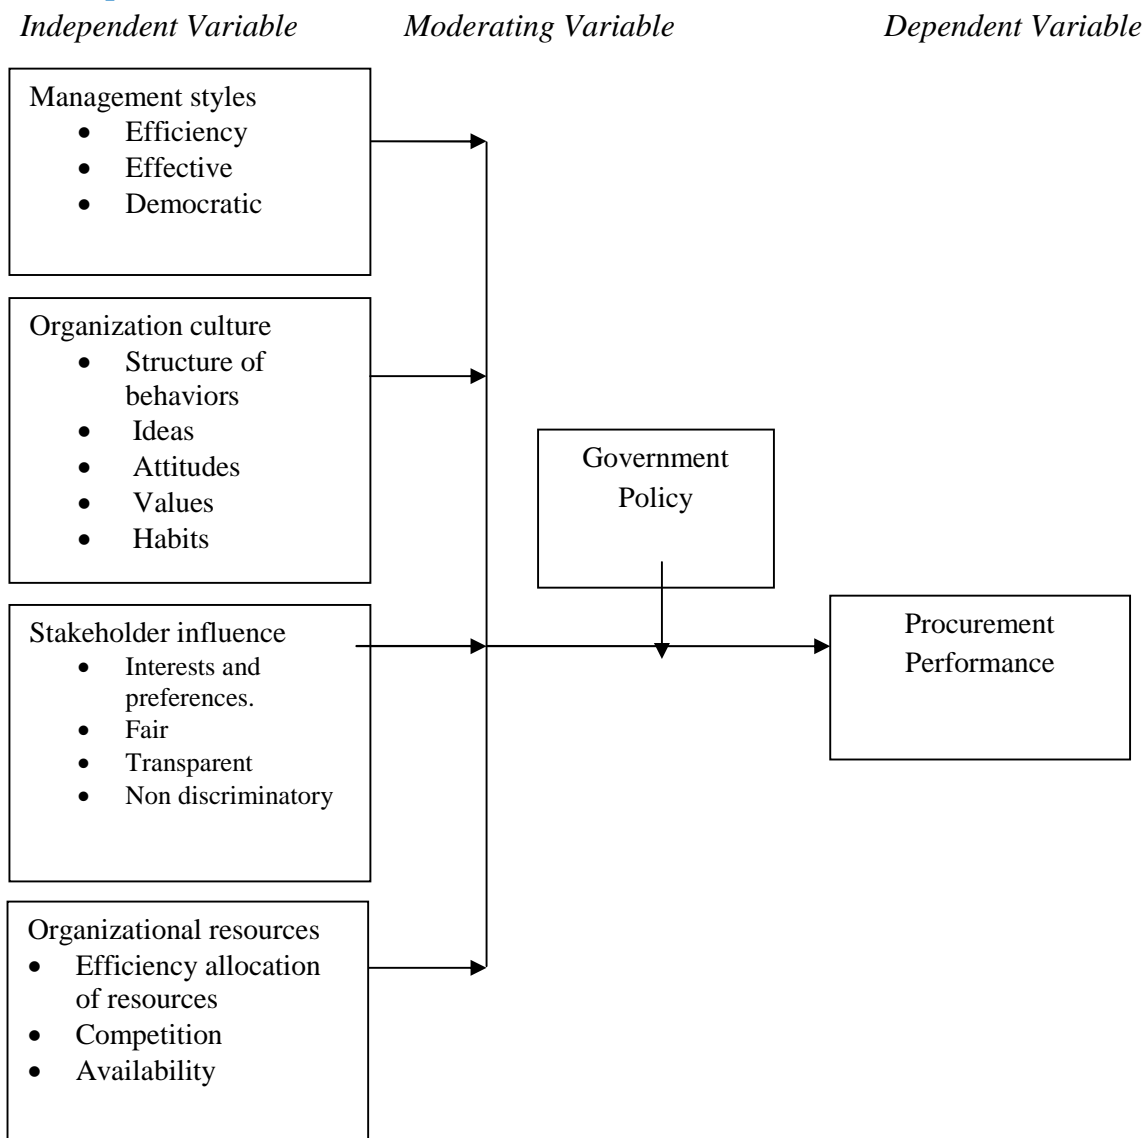 Independent Variable
Moderating Variable
Dependent Variable
Management styles
• Efficiency
• Effective
• Democratic
Organization culture
• Structure of
behaviors
• Ideas
• Attitudes
• Values
• Habits
Government
Policy
Stakeholder influence
• Interests and
preferences.
• Fair
• Transparent
• Non discriminatory
Procurement
Performance
Organizational resources
• Efficiency allocation
of resources
• Competition
• Availability